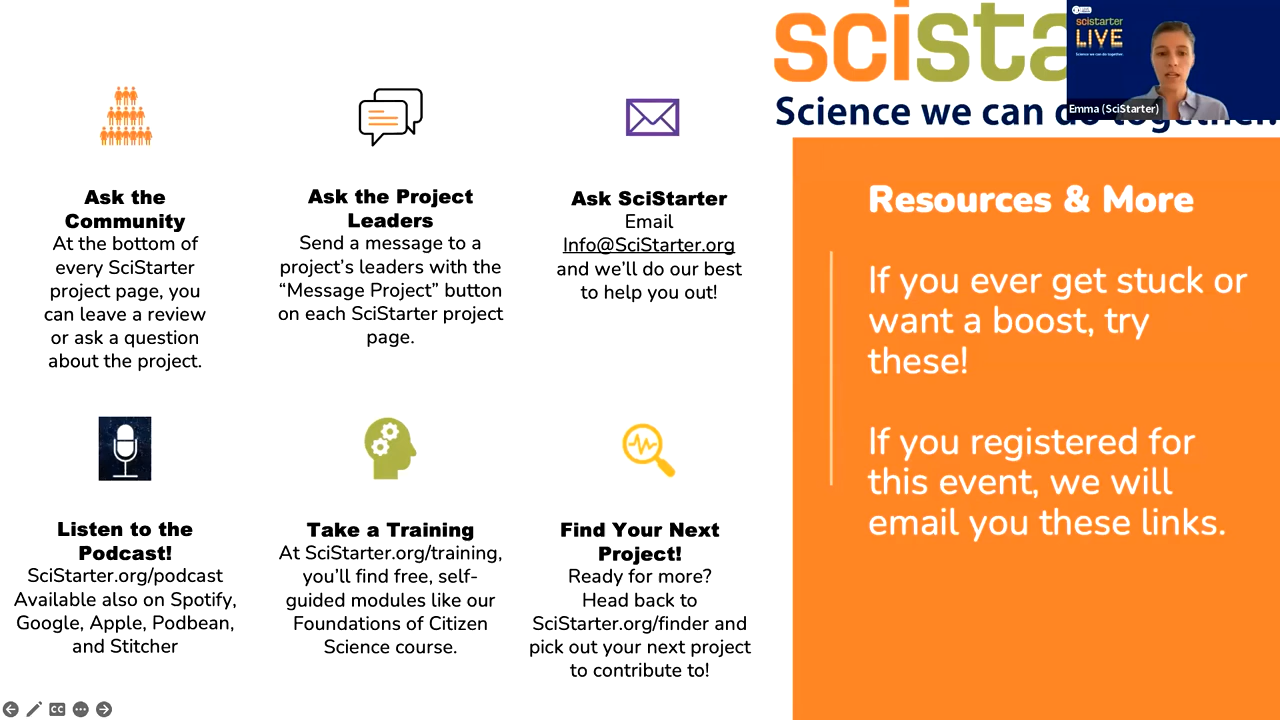 scista
Science we can do together.
scistarter
LIVE
Science we can do together.
Emma (SciStarter)
Ask the
Community
At the bottom of
every SciStarter
project page, you
can leave a review
or ask a question
about the project.
Ask the Project
Leaders
Send a message to a
project’s leaders with the
“Message Project” button
on each SciStarter project
page.
Ask SciStarter
Email
Info@SciStarter.org
and we’ll do our best
to help you out!
Listen to the
Podcast!
SciStarter.org/podcast
Available also on Spotify,
Google, Apple, Podbean,
and Stitcher
Take a Training
At SciStarter.org/training,
you’ll find free, self-
guided modules like our
Foundations of Citizen
Science course.
Find Your Next
Project!
Ready for more?
Head back to
SciStarter.org/finder and
pick out your next project
to contribute to!
Resources & More
If you ever get stuck or
want a boost, try
these!
If you registered for
this event, we will
email you these links.
CC